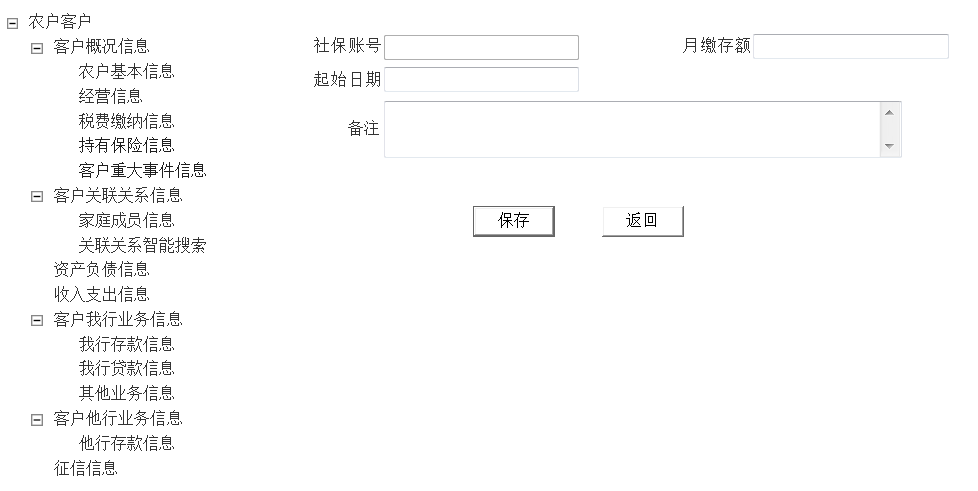 农户客户
客户概况信息
农户基本信息
经营信息
税费缴纳信息
持有保险信息
客户重大事件信息
客户关联关系信息
家庭成员信息
关联关系智能搜索
资产负债信息
收入支出信息
客户我行业务信息
我行存款信息
我行贷款信息
其他业务信息
客户他行业务信息
他行存款信息
征信信息
社保账号 月缴存额
起始日期
备注
保存 返回